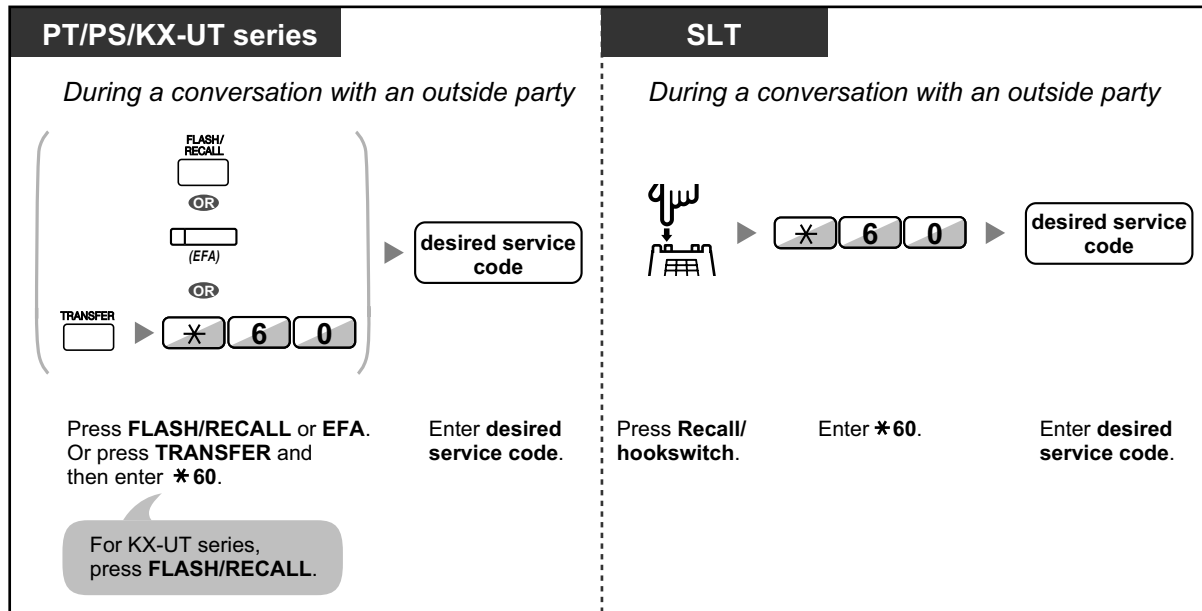 PT/PS/KX-UT series
During a conversation with an outside party
FLASH/
RECALL
OR
(EFA)
OR
TRANSFER
* 6 0
desired service
code
Press FLASH/RECALL or EFA.
Or press TRANSFER and
then enter *60.
Enter desired
service code.
For KX-UT series,
press FLASH/RECALL.
SLT
During a conversation with an outside party
* 6 0
desired service
code
Press Recall/
hookswitch.
Enter *60.
Enter desired
service code.